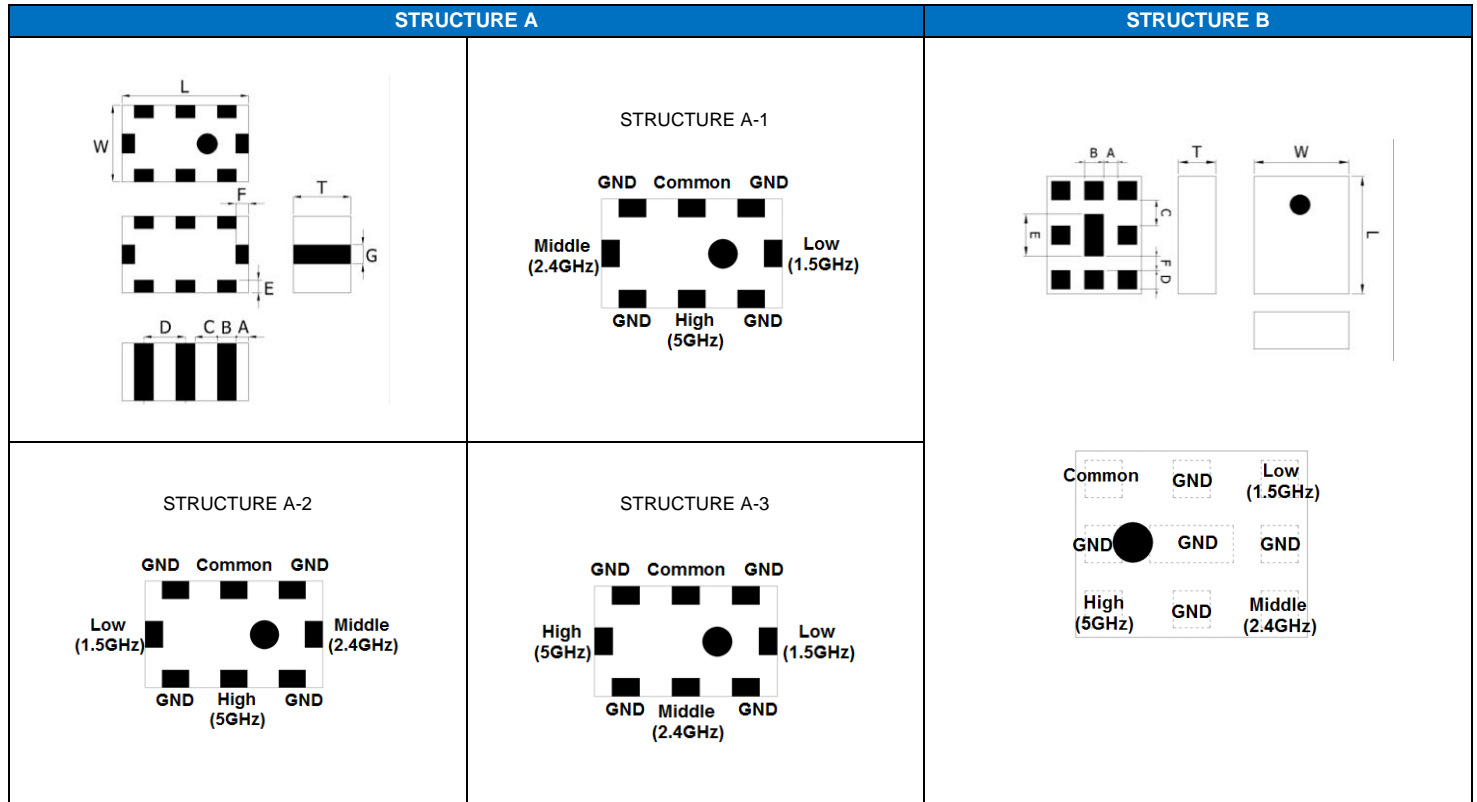 STRUCTURE A
STRUCTURE B
L
W
F
T
G
E
D C B A
STRUCTURE A-1
GND Common GND
Middle
(2.4GHz)
Low
(1.5GHz)
GND High GND
(5GHz)
B A T W
C
E
F
D
L
Common GND Low
(1.5GHz)
GND GND GND
High GND Middle
(5GHz) (2.4GHz)
STRUCTURE A-2
GND Common GND
Low
(1.5GHz)
Middle
(2.4GHz)
GND High GND
(5GHz)
STRUCTURE A-3
GND Common GND
High
(5GHz)
Low
(1.5GHz)
GND Middle GND
(2.4GHz)